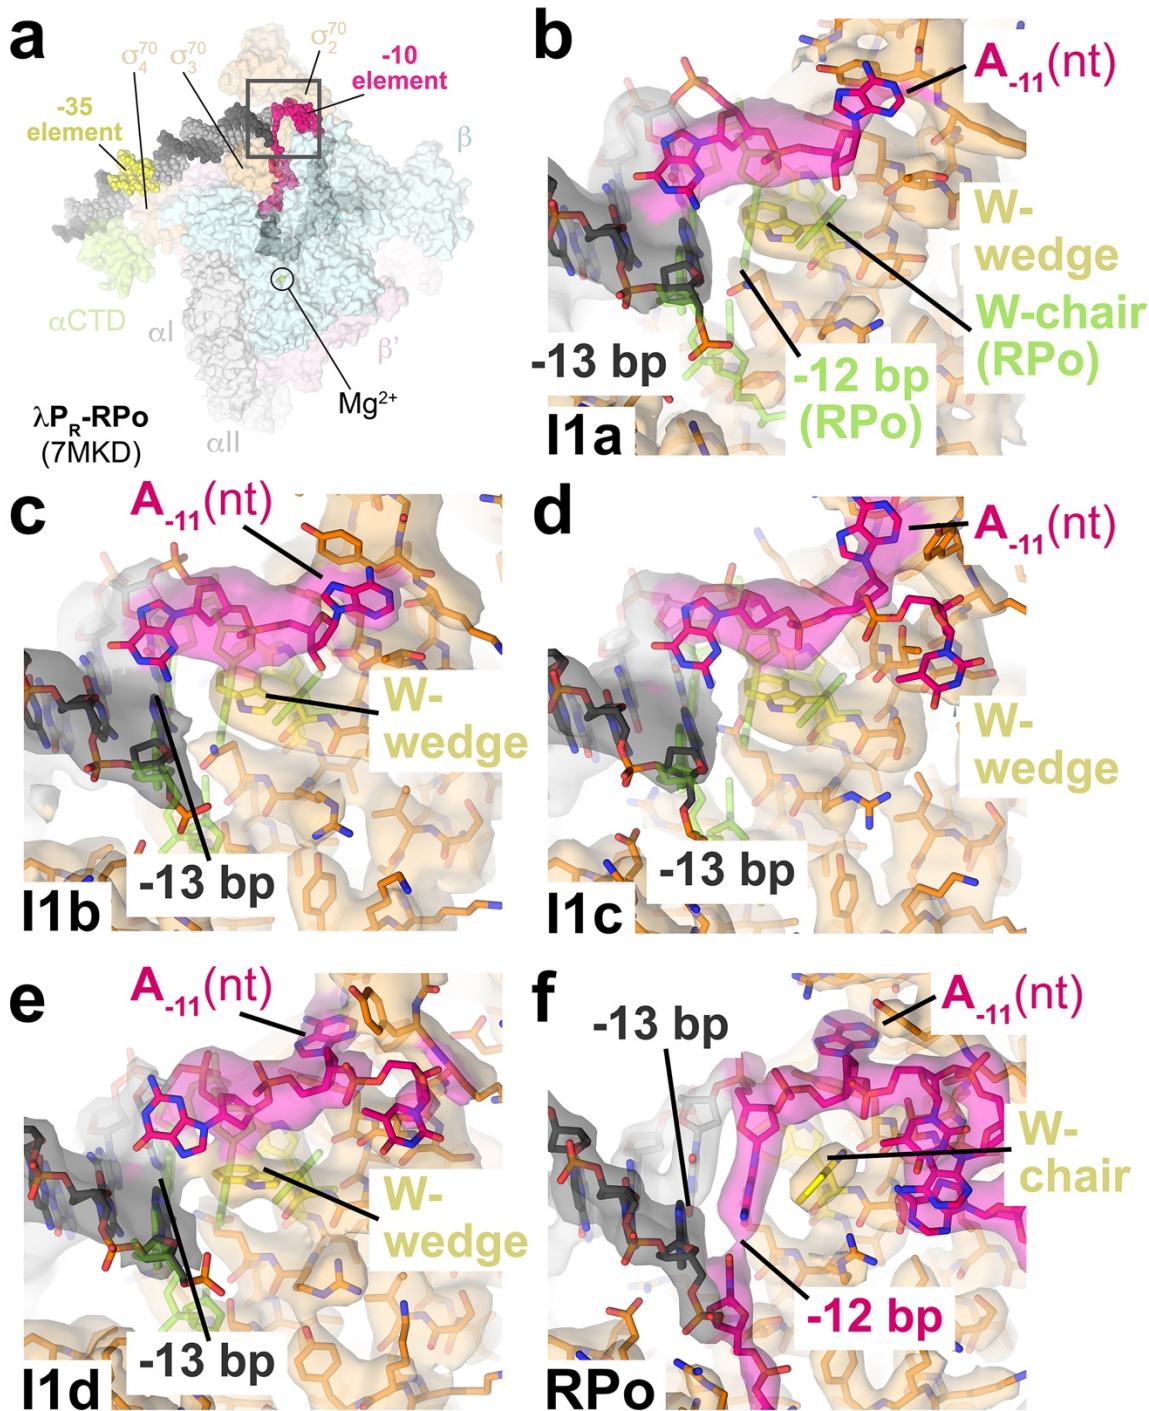 a
σ₄⁷⁰
σ₃⁷⁰
σ₂⁷⁰
-10
element
-35
element
β
αCTD
αI
β'
Mg²⁺
λP_R-RPo
(7MKD)
αII
b
A₋₁₁(nt)
W-
wedge
W-chair
(RPo)
-13 bp
-12 bp
(RPo)
I1a
c
A₋₁₁(nt)
W-
wedge
-13 bp
I1b
d
A₋₁₁(nt)
W-
wedge
-13 bp
I1c
e
A₋₁₁(nt)
W-
wedge
-13 bp
I1d
f
-13 bp
A₋₁₁(nt)
W-
chair
-12 bp
RPo